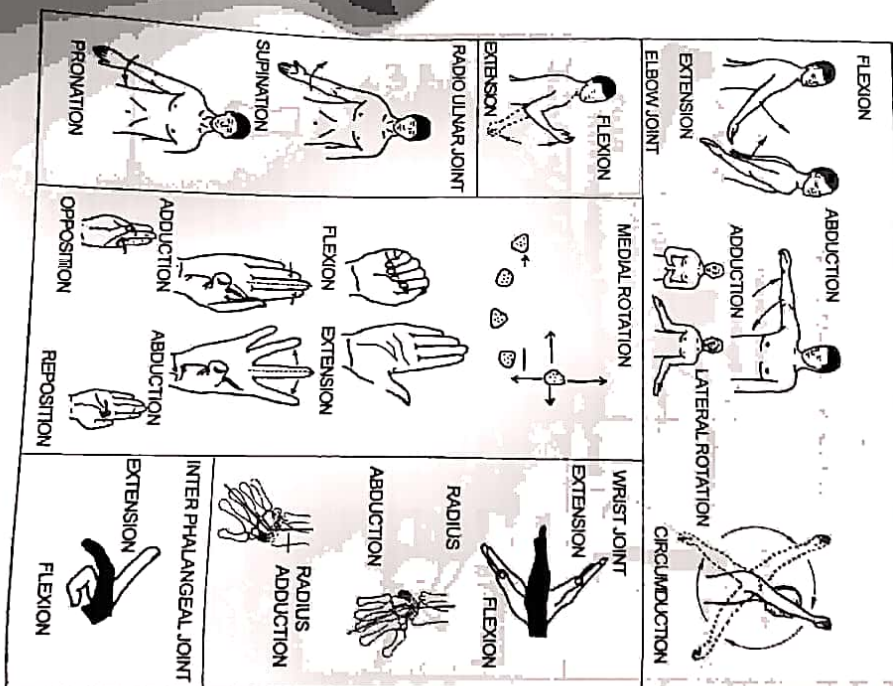 FLEXION
ABDUCTION
ADDUCTION
LATERAL ROTATION
EXTENSION
CIRCUMDUCTION
ELBOW JOINT
FLEXION
EXTENSION
RADIO ULNAR JOINT
SUPINATION
PRONATION
MEDIAL ROTATION
FLEXION
EXTENSION
ADDUCTION
ABDUCTION
OPPOSITION
REPOSITION
WRIST JOINT
EXTENSION
FLEXION
RADIUS
ABDUCTION
RADIUS
ADDUCTION
INTER PHALANGEAL JOINT
EXTENSION
FLEXION